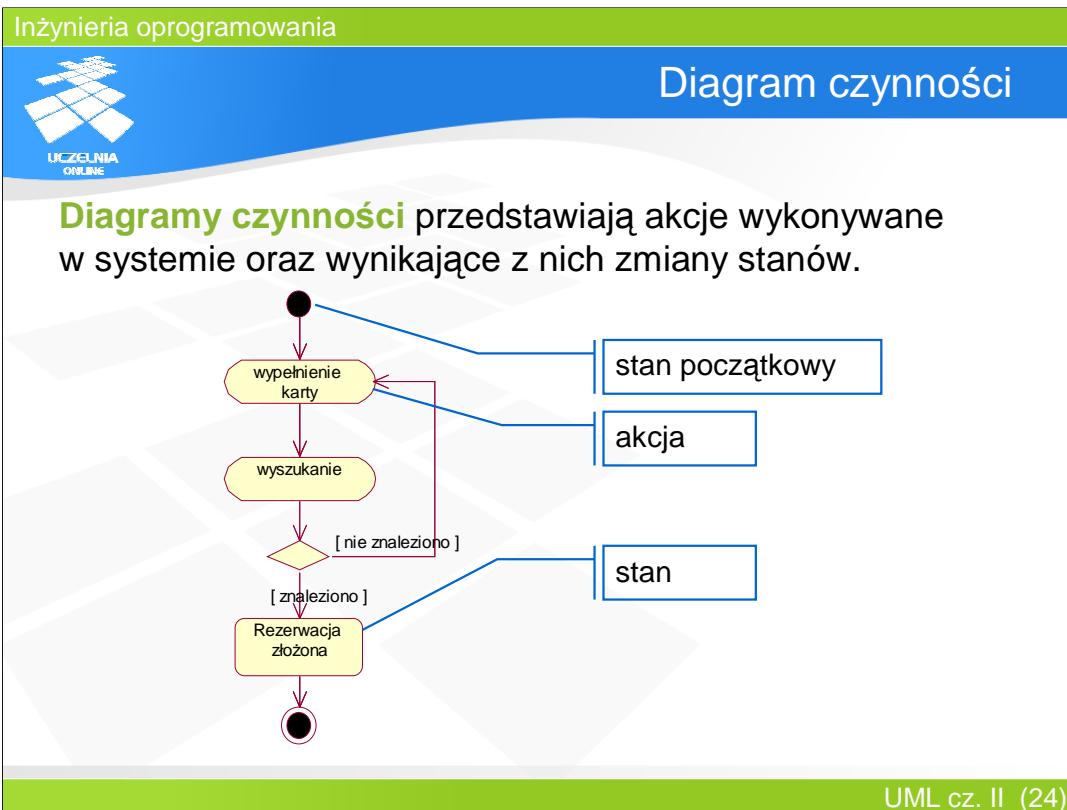 Inżynieria oprogramowania
Diagram czynności
UCZELNIA
ONLINE
Diagramy czynności przedstawiają akcje wykonywane
w systemie oraz wynikające z nich zmiany stanów.
stan początkowy
wypełnienie
karty
akcja
wyszukanie
[ nie znaleziono ]
stan
[ znaleziono ]
Rezerwacja
złożona
UML cz. II (24)